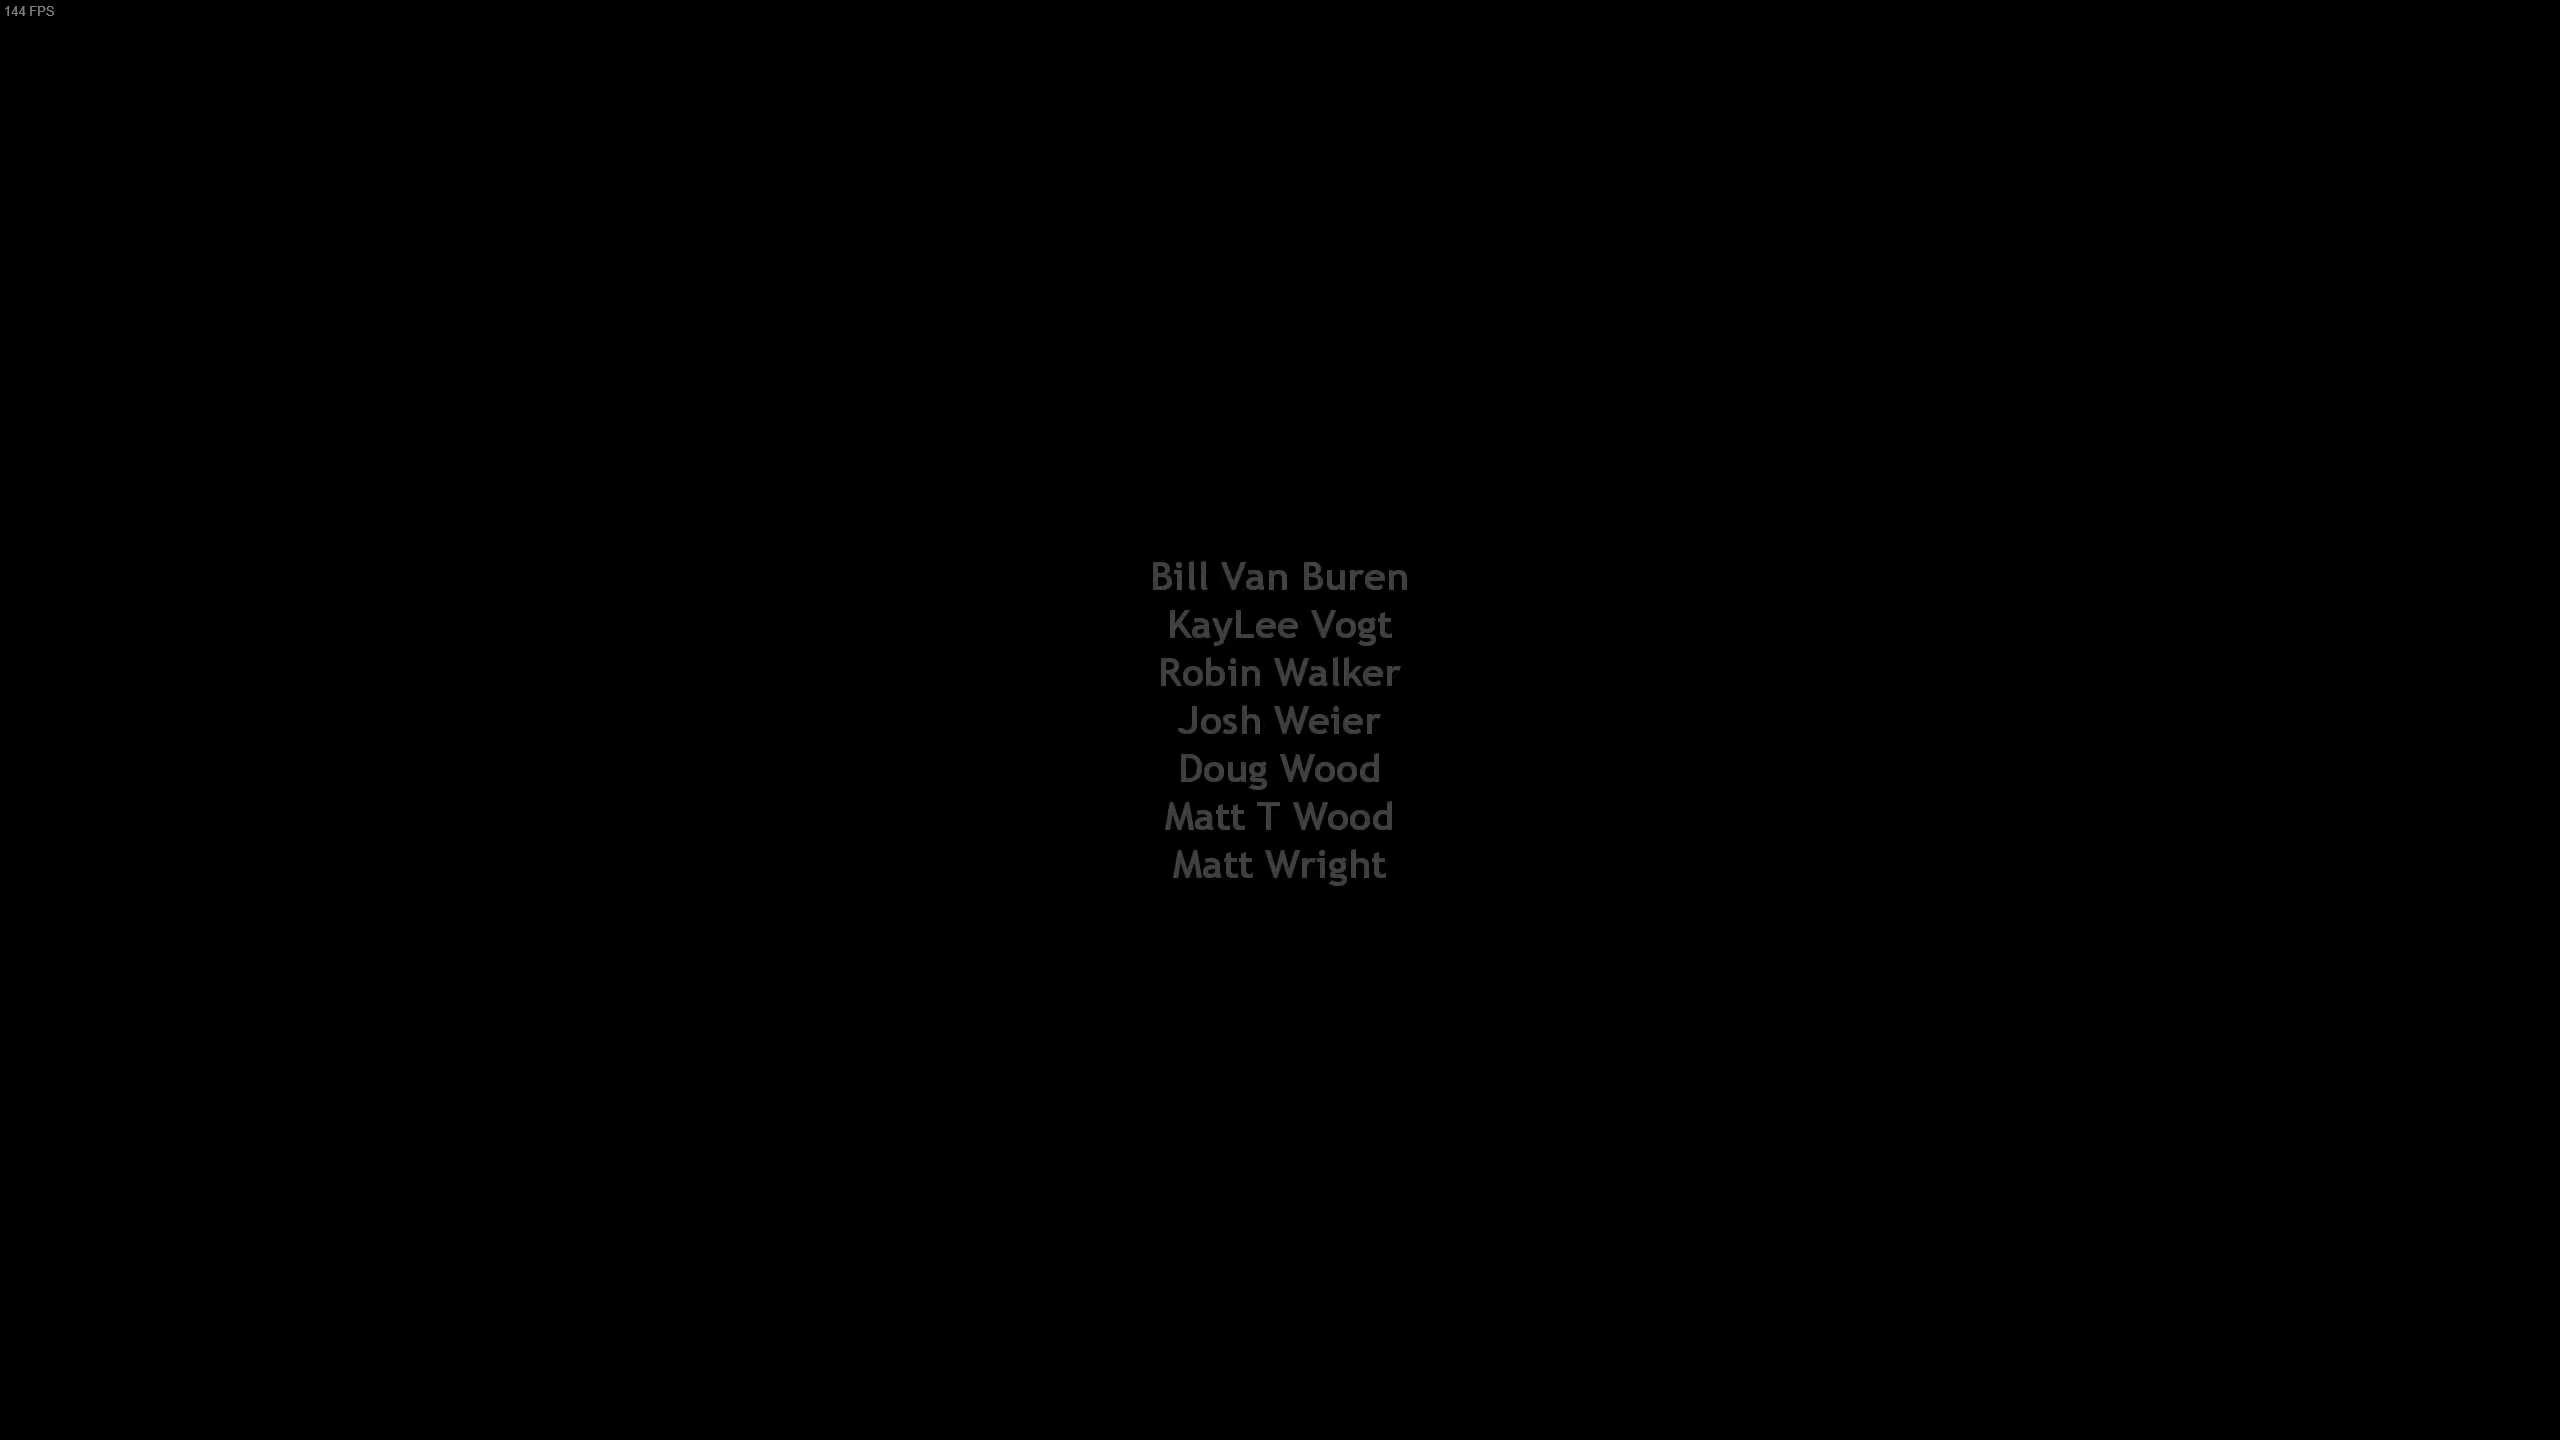 144 FPS
Bill Van Buren
KayLee Vogt
Robin Walker
Josh Weier
Doug Wood
Matt T Wood
Matt Wright